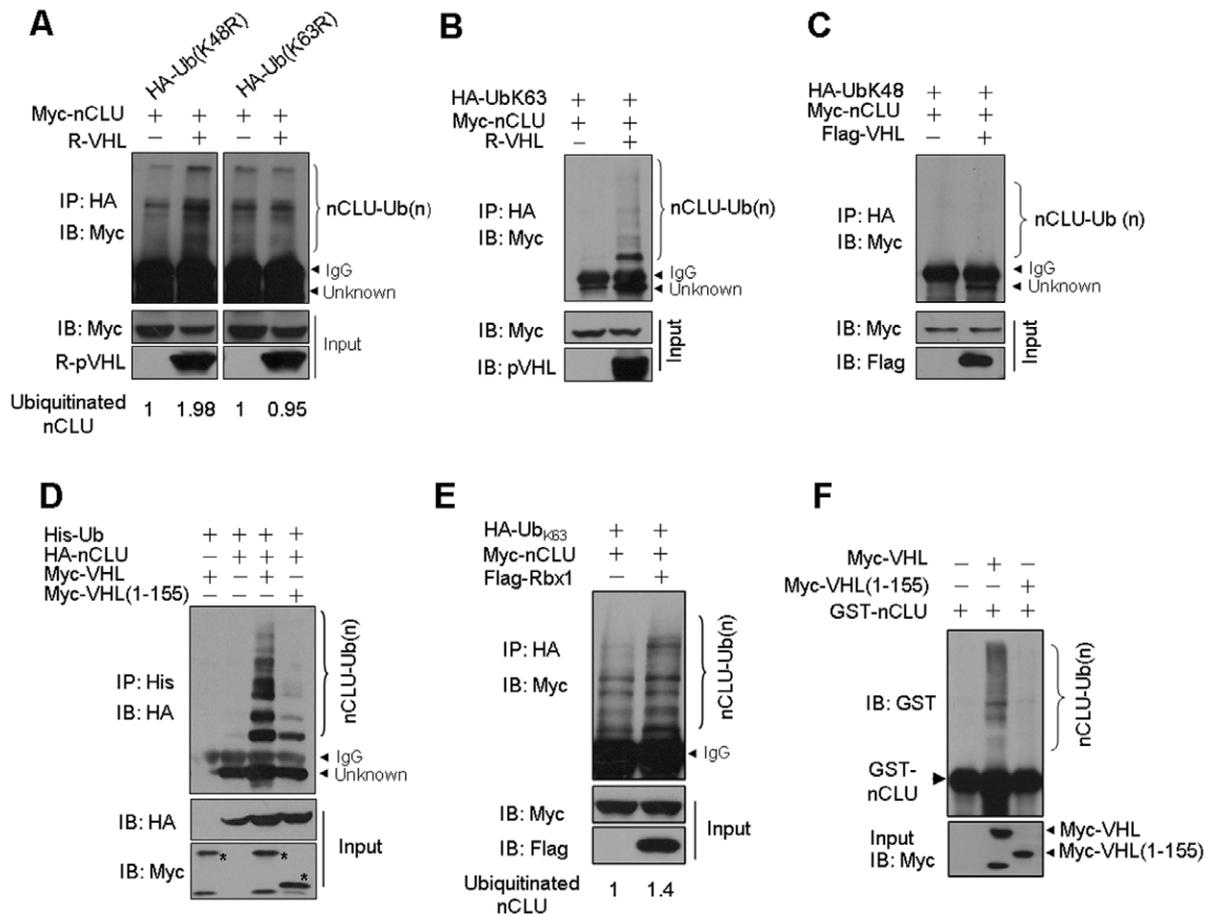 A
HA-Ub(K48R)
HA-Ub(K63R)
Myc-nCLU + + + +
R-VHL – + – +
IP: HA
IB: Myc
nCLU-Ub(n)
IgG
Unknown
IB: Myc
R-pVHL
Input
Ubiquitinated 1 1.98 1 0.95
nCLU
B
HA-UbK63 + +
Myc-nCLU + +
R-VHL – +
IP: HA
IB: Myc
nCLU-Ub(n)
IgG
Unknown
IB: Myc
IB: pVHL
Input
C
HA-UbK48 + +
Myc-nCLU + +
Flag-VHL – +
IP: HA
IB: Myc
nCLU-Ub (n)
IgG
Unknown
IB: Myc
IB: Flag
Input
D
His-Ub + + + +
HA-nCLU – + + +
Myc-VHL + – + –
Myc-VHL(1-155) – – – +
IP: His
IB: HA
nCLU-Ub(n)
IgG
Unknown
IB: HA
IB: Myc
* * *
Input
E
HA-UbK63 + +
Myc-nCLU + +
Flag-Rbx1 – +
IP: HA
IB: Myc
nCLU-Ub(n)
IgG
IB: Myc
IB: Flag
Input
Ubiquitinated 1 1.4
nCLU
F
Myc-VHL – + –
Myc-VHL(1-155) – – +
GST-nCLU + + +
IB: GST
nCLU-Ub(n)
GST-
nCLU
Input
IB: Myc
Myc-VHL
Myc-VHL(1-155)